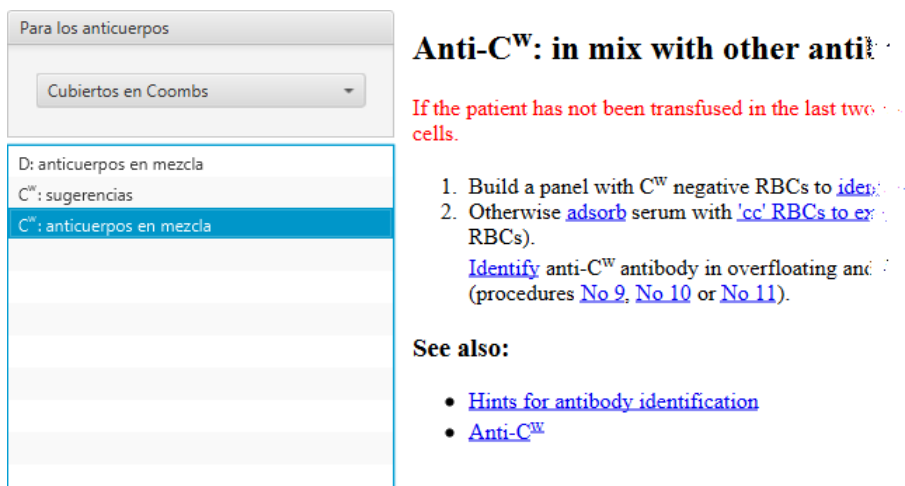 Para los anticuerpos
Cubiertos en Coombs
D: anticuerpos en mezcla
Cʷ: sugerencias
Cʷ: anticuerpos en mezcla
Anti-Cᵂ: in mix with other
If the patient has not been transfused in the last
cells.
1. Build a panel with Cᵂ negative RBCs to
2. Otherwise adsorb serum with 'cc' RBCs to
RBCs).
Identify anti-Cᵂ antibody in overfloating and
(procedures No 9, No 10 or No 11).
See also:
• Hints for antibody identification
• Anti-Cᵂ